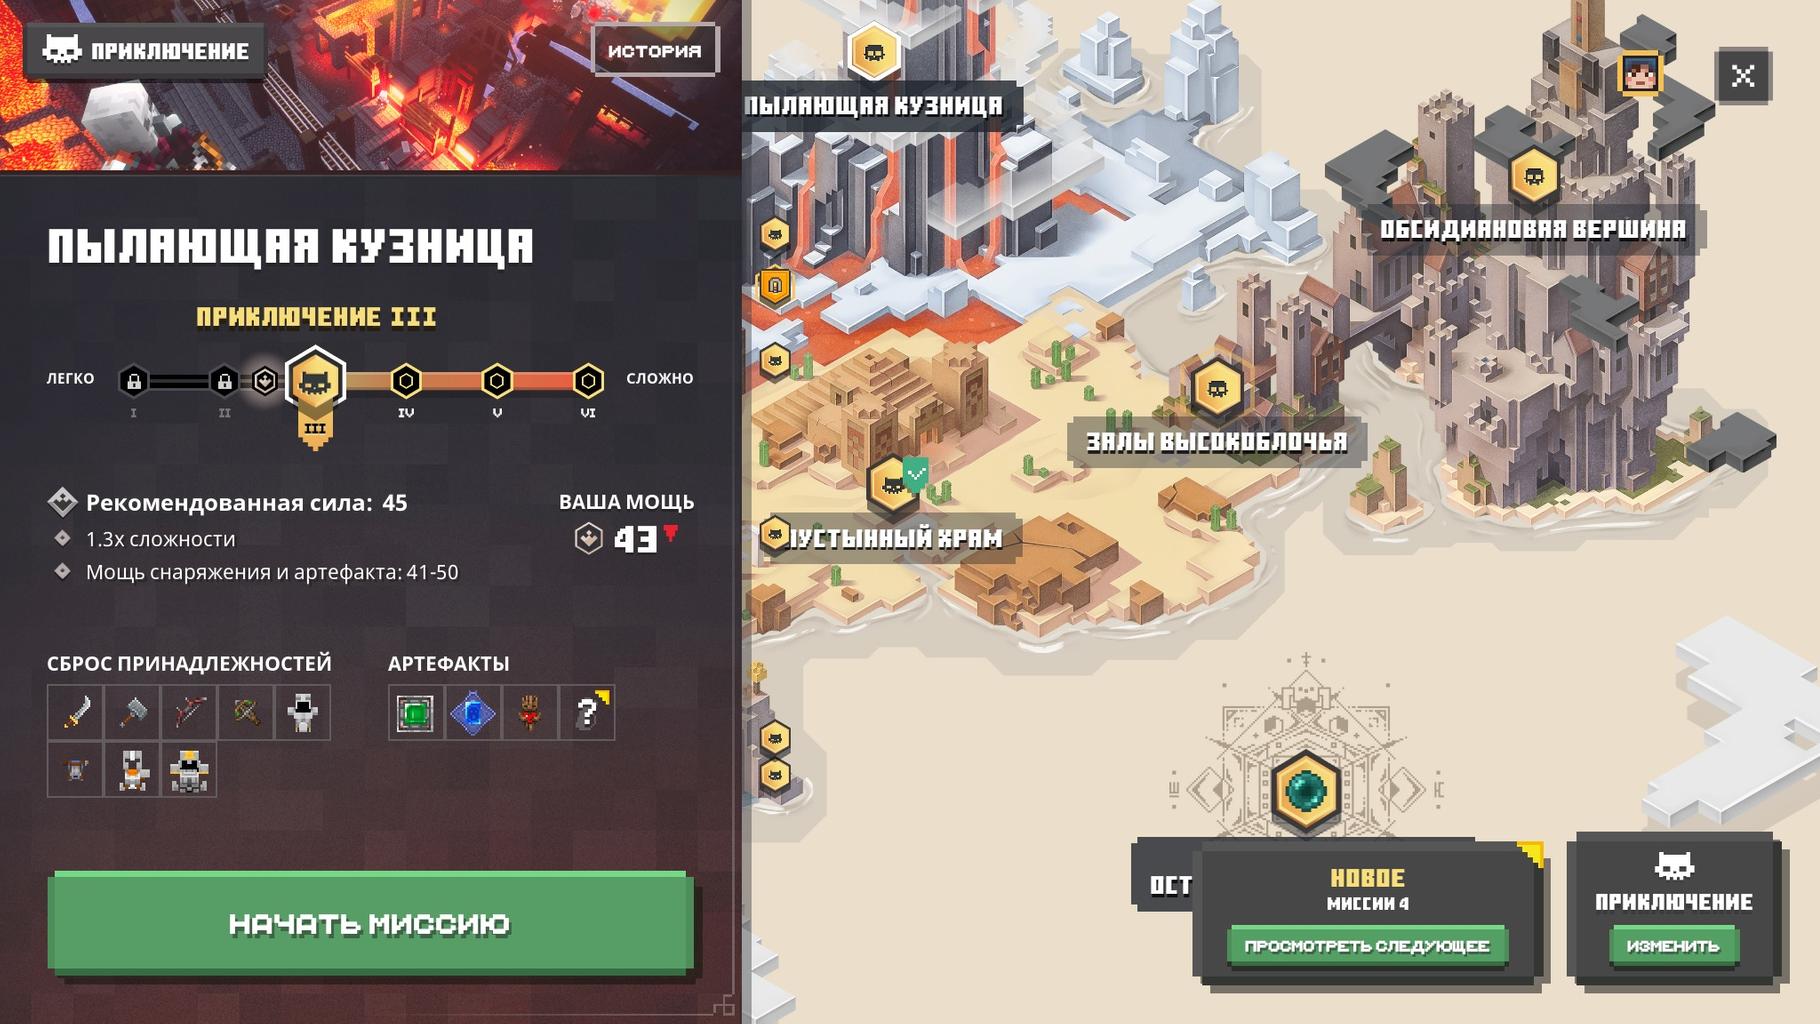 ПРИКЛЮЧЕНИЕ
ИСТОРИЯ
ПЫЛАЮЩАЯ КУЗНИЦА
ПРИКЛЮЧЕНИЕ III
ЛЕГКО
СЛОЖНО
I
II
III
IV
V
VI
Рекомендованная сила: 45
1.3x сложности
Мощь снаряжения и артефакта: 41-50
ВАША МОЩЬ
43
СБРОС ПРИНАДЛЕЖНОСТЕЙ
АРТЕФАКТЫ
?
НАЧАТЬ МИССИЮ
ПЫЛАЮЩАЯ КУЗНИЦА
ОБСИДИАНОВАЯ ВЕРШИНА
ЗАЛЫ ВЫСОКОБЛОЧЬЯ
ПУСТЫННЫЙ ХРАМ
ОСТ
НОВОЕ
МИССИИ 4
ПРОСМОТРЕТЬ СЛЕДУЮЩЕЕ
ПРИКЛЮЧЕНИЕ
ИЗМЕНИТЬ